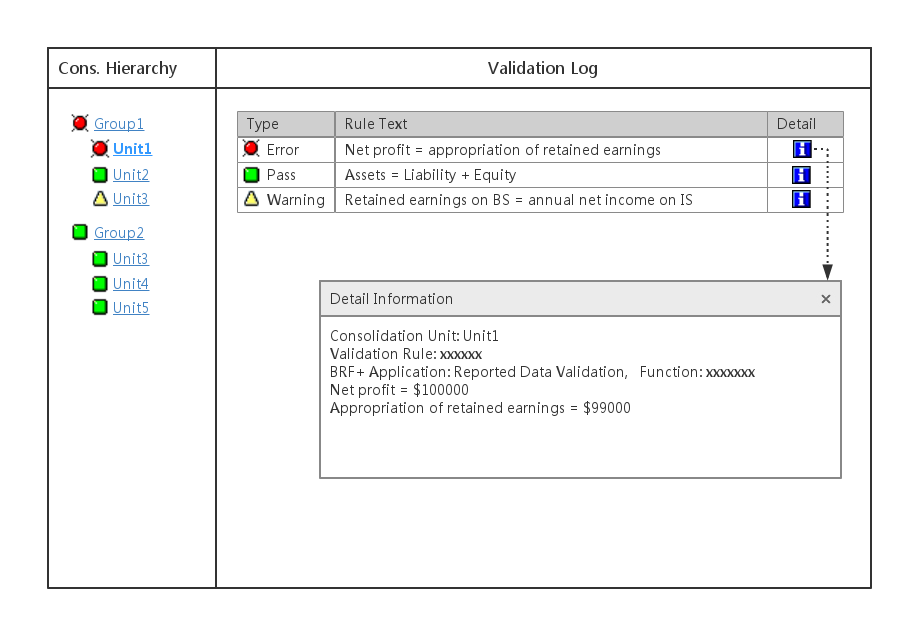 Cons. Hierarchy
Validation Log
Group1
Unit1
Unit2
Unit3
Group2
Unit3
Unit4
Unit5
Type Rule Text Detail
Error Net profit = appropriation of retained earnings i
Pass Assets = Liability + Equity i
Warning Retained earnings on BS = annual net income on IS i
Detail Information ×
Consolidation Unit: Unit1
Validation Rule: xxxxxx
BRF+ Application: Reported Data Validation, Function: xxxxxxx
Net profit = $100000
Appropriation of retained earnings = $99000